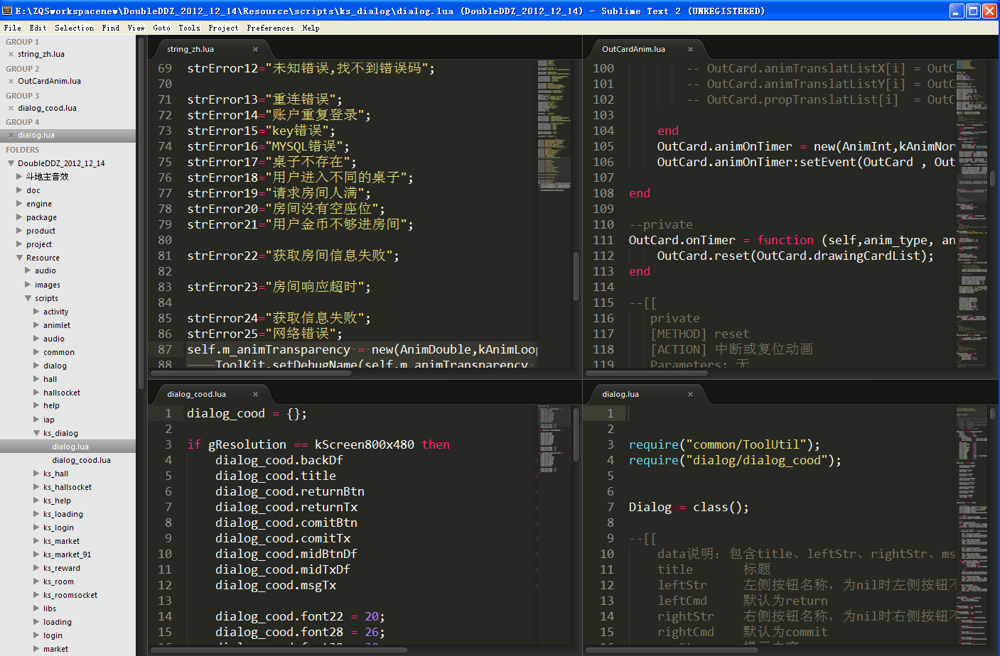 E:\ZQSworkspacenew\DoubleDDZ_2012_12_14\Resource\scripts\ks_dialog\dialog.lua (DoubleDDZ_2012_12_14) - Sublime Text 2 (UNREGISTERED)
File Edit Selection Find View Goto Tools Project Preferences Help
GROUP 1
string_zh.lua
GROUP 2
OutCardAnim.lua
GROUP 3
dialog_cood.lua
GROUP 4
dialog.lua
FOLDERS
DoubleDDZ_2012_12_14
斗地主音效
doc
engine
package
product
project
Resource
audio
images
scripts
activity
animlet
audio
common
dialog
hall
hallsocket
help
iap
ks_dialog
dialog.lua
dialog_cood.lua
ks_hall
ks_hallsocket
ks_help
ks_loading
ks_login
ks_market
ks_market_91
ks_reward
ks_room
ks_roomsocket
libs
loading
login
market
string_zh.lua
69 strError12="未知错误,找不到错误码";
70
71 strError13="重连错误";
72 strError14="账户重复登录";
73 strError15="key错误";
74 strError16="MYSQL错误";
75 strError17="桌子不存在";
76 strError18="用户进入不同的桌子";
77 strError19="请求房间人满";
78 strError20="房间没有空座位";
79 strError21="用户金币不够进房间";
80
81 strError22="获取房间信息失败";
82
83 strError23="房间响应超时";
84
85 strError24="获取信息失败";
86 strError25="网络错误";
87 self.m_animTransparency = new(AnimDouble,kAnimLoop
88 ToolKit.setDebugName(self.m_animTransparency
OutCardAnim.lua
100 -- OutCard.animTranslatListX[i] = OutC
101 -- OutCard.animTranslatListY[i] = OutC
102 -- OutCard.propTranslatList[i] = OutC
103
104 end
105 OutCard.animOnTimer = new(AnimInt,kAnimNor
106 OutCard.animOnTimer:setEvent(OutCard , Out
107
108 end
109
110 --private
111 OutCard.onTimer = function (self,anim_type, an
112 OutCard.reset(OutCard.drawingCardList);
113 end
114
115 --[[
116 private
117 [METHOD] reset
118 [ACTION] 中断或复位动画
119 Parameters: 无
dialog_cood.lua
1 dialog_cood = {};
2
3 if gResolution == kScreen800x480 then
4 dialog_cood.backDf
5 dialog_cood.title
6 dialog_cood.returnBtn
7 dialog_cood.returnTx
8 dialog_cood.comitBtn
9 dialog_cood.comitTx
10 dialog_cood.midBtnDf
11 dialog_cood.midTxDf
12 dialog_cood.msgTx
13
14 dialog_cood.font22 = 20;
15 dialog_cood.font28 = 26;
dialog.lua
1
2
3 require("common/ToolUtil");
4 require("dialog/dialog_cood");
5
6
7 Dialog = class();
8
9 --[[
10 data说明: 包含title、leftStr、rightStr、ms
11 title 标题
12 leftStr 左侧按钮名称, 为nil时左侧按钮不
13 leftCmd 默认为return
14 rightStr 右侧按钮名称, 为nil时右侧按钮不
15 rightCmd 默认为commit